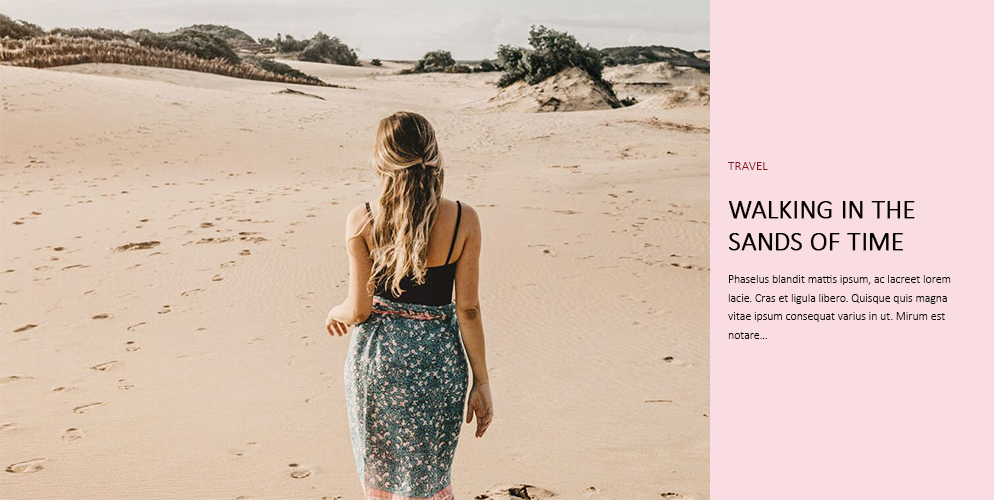 TRAVEL
WALKING IN THE
SANDS OF TIME
Phaselus blandit mattis ipsum, ac lacreet lorem
lacie. Cras et ligula libero. Quisque quis magna
vitae ipsum consequat varius in ut. Mirum est
notare...